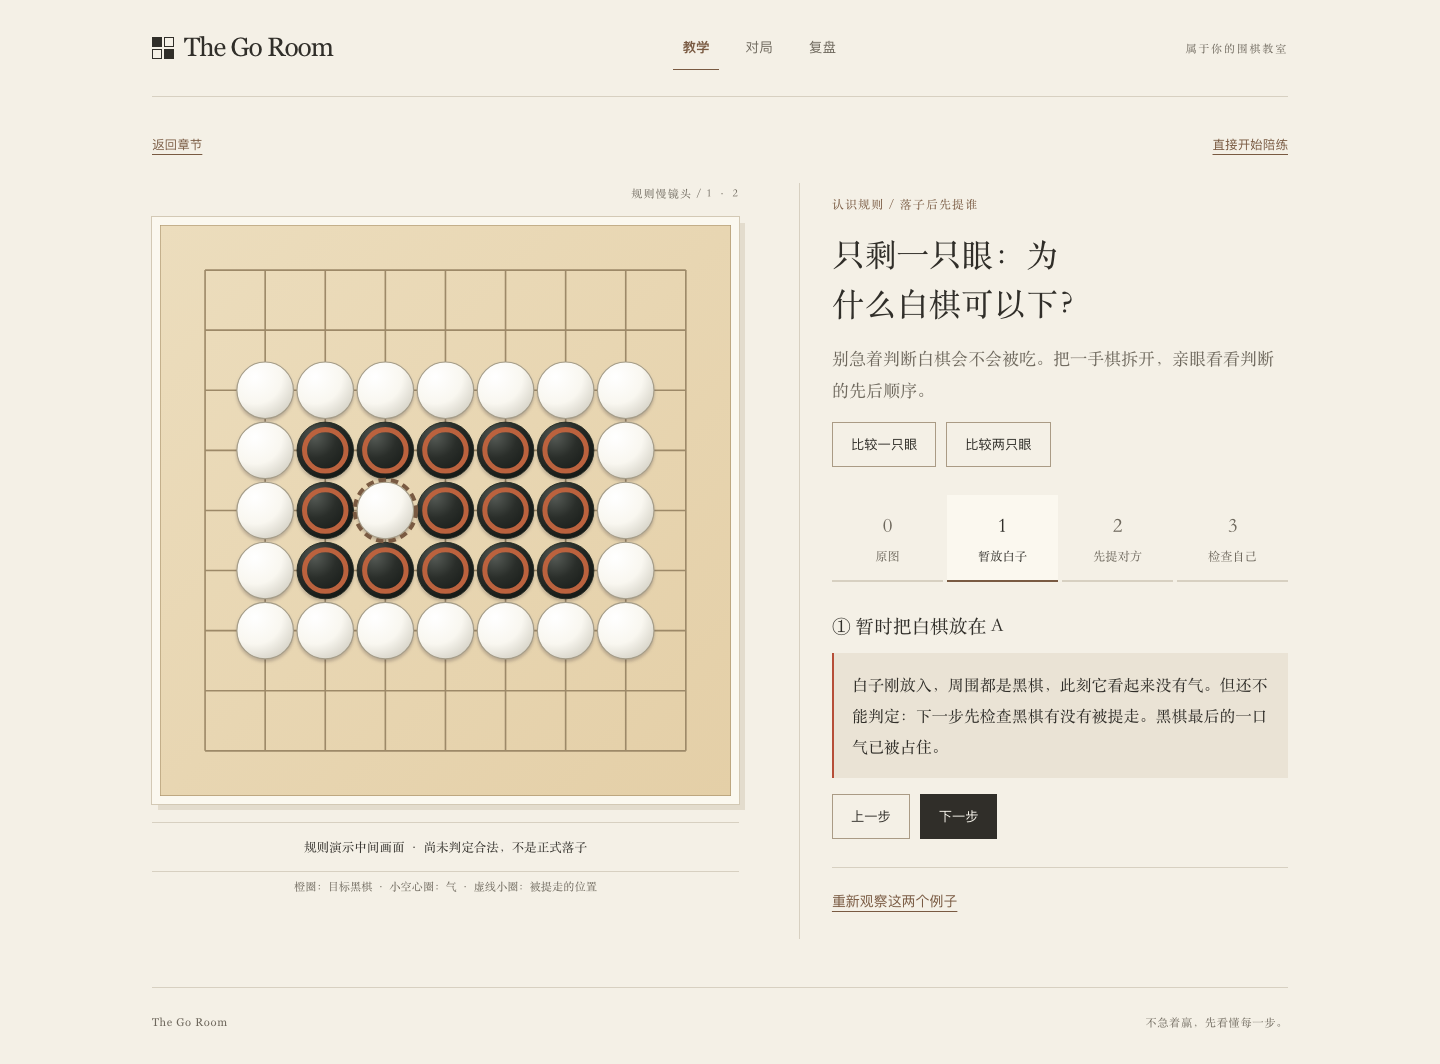 The Go Room
教学
对局
复盘
属于你的围棋教室
返回章节
直接开始陪练
规则慢镜头 / 1 · 2
认识规则 / 落子后先提谁
只剩一只眼：为
什么白棋可以下？
别急着判断白棋会不会被吃。把一手棋拆开，亲眼看看判断
的先后顺序。
比较一只眼
比较两只眼
0
原图
1
暂放白子
2
先提对方
3
检查自己
① 暂时把白棋放在 A
白子刚放入，周围都是黑棋，此刻它看起来没有气。但还不
能判定：下一步先检查黑棋有没有被提走。黑棋最后的一口
气已被占住。
上一步
下一步
规则演示中间画面 · 尚未判定合法，不是正式落子
橙圈：目标黑棋 · 小空心圈：气 · 虚线小圈：被提走的位置
重新观察这两个例子
The Go Room
不急着赢，先看懂每一步。